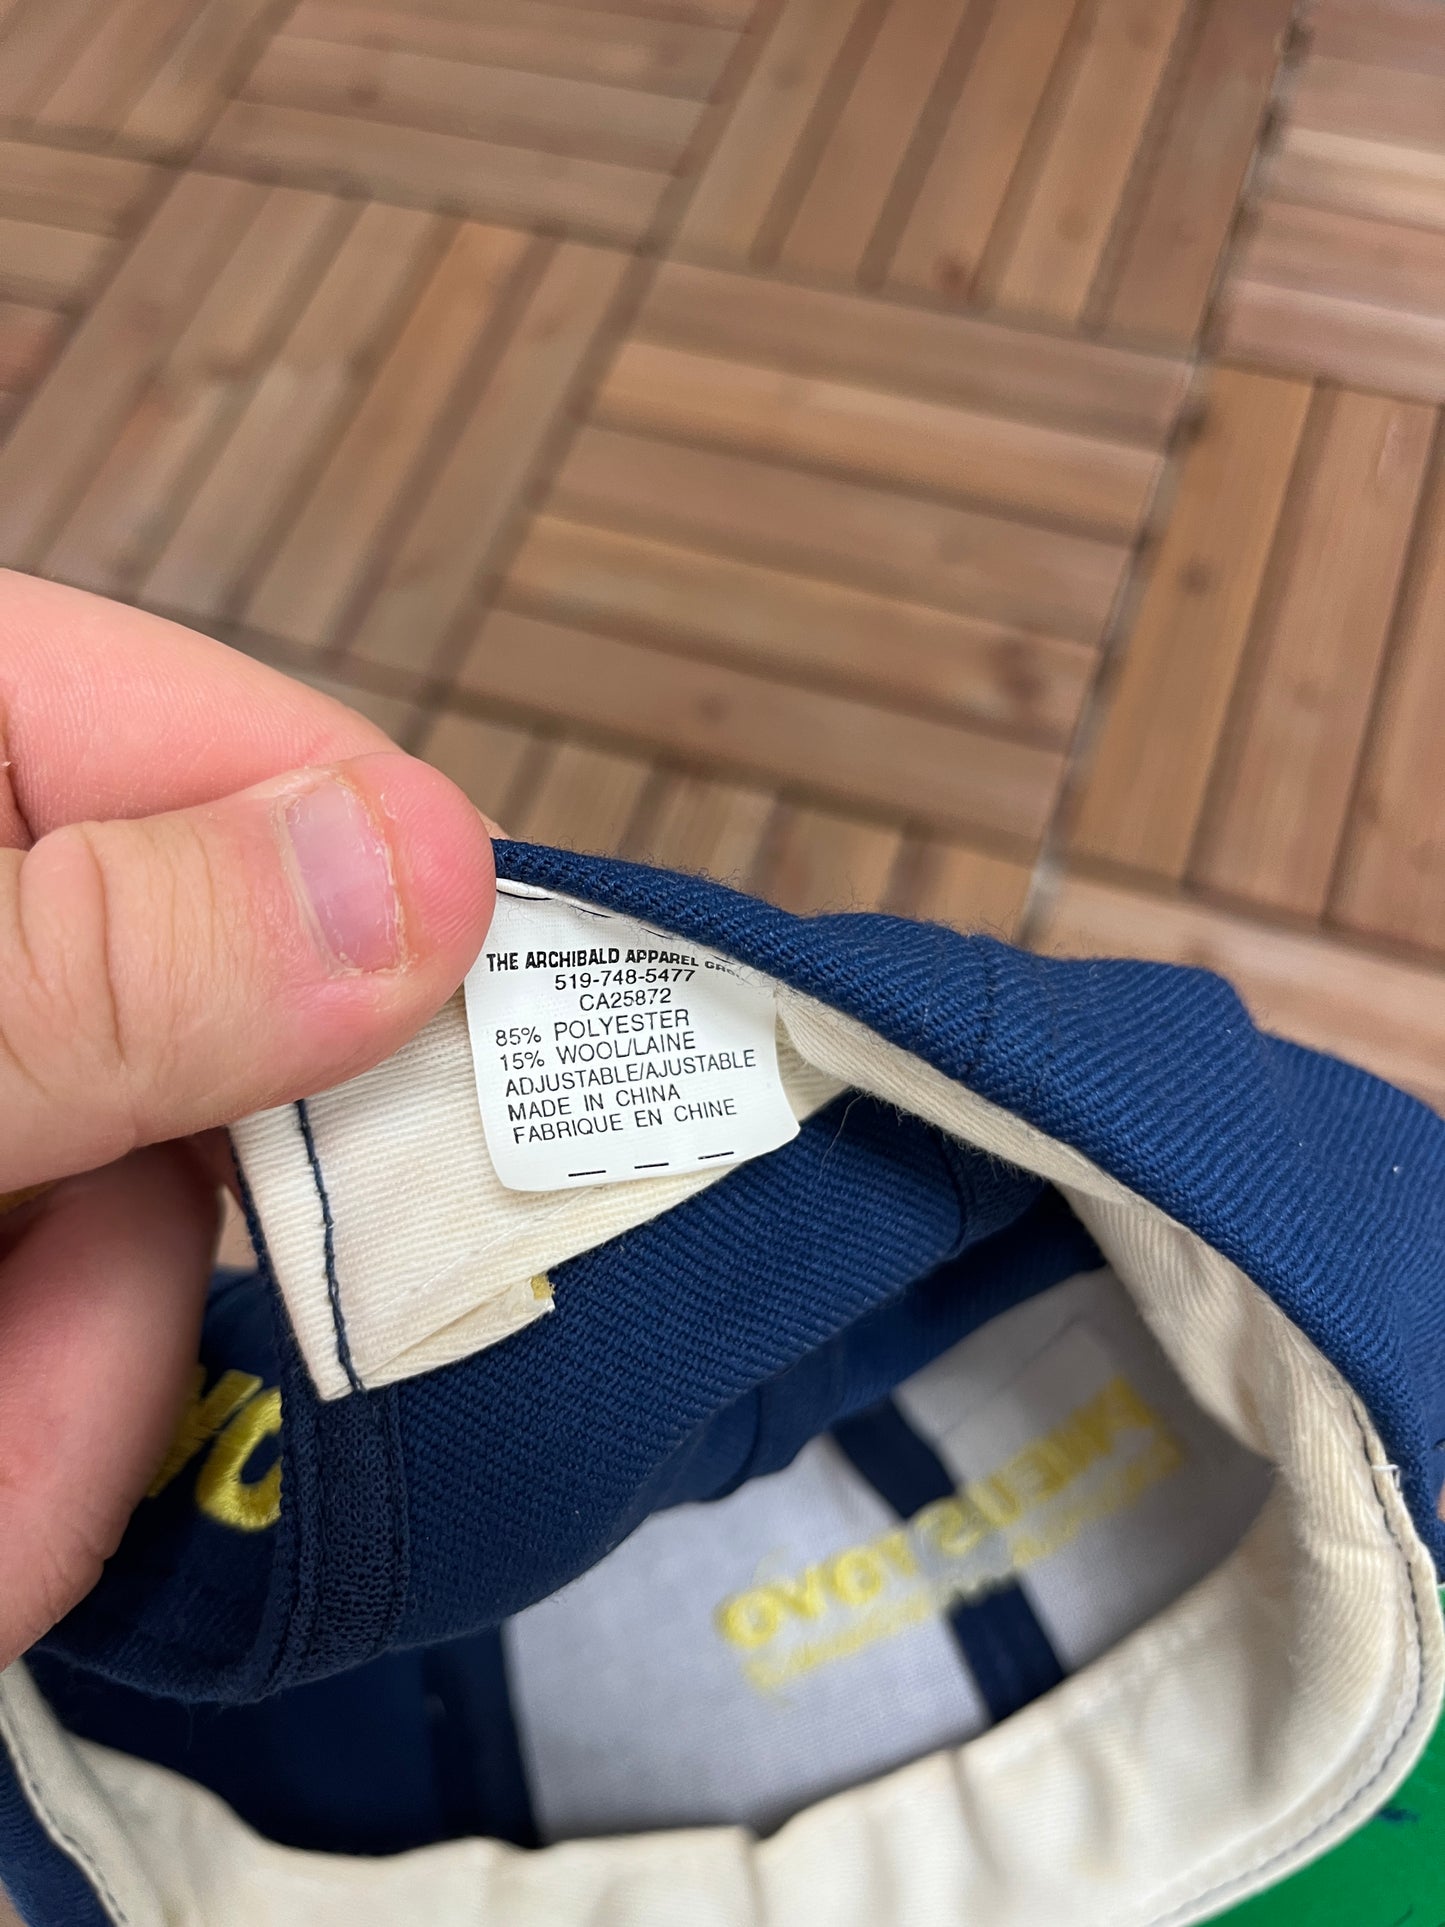 THE ARCHIBALD APPAREL
519-748-5477
CA25872
85% POLYESTER
15% WOOL/LAINE
ADJUSTABLE/AJUSTABLE
MADE IN CHINA
FABRIQUE EN CHINE